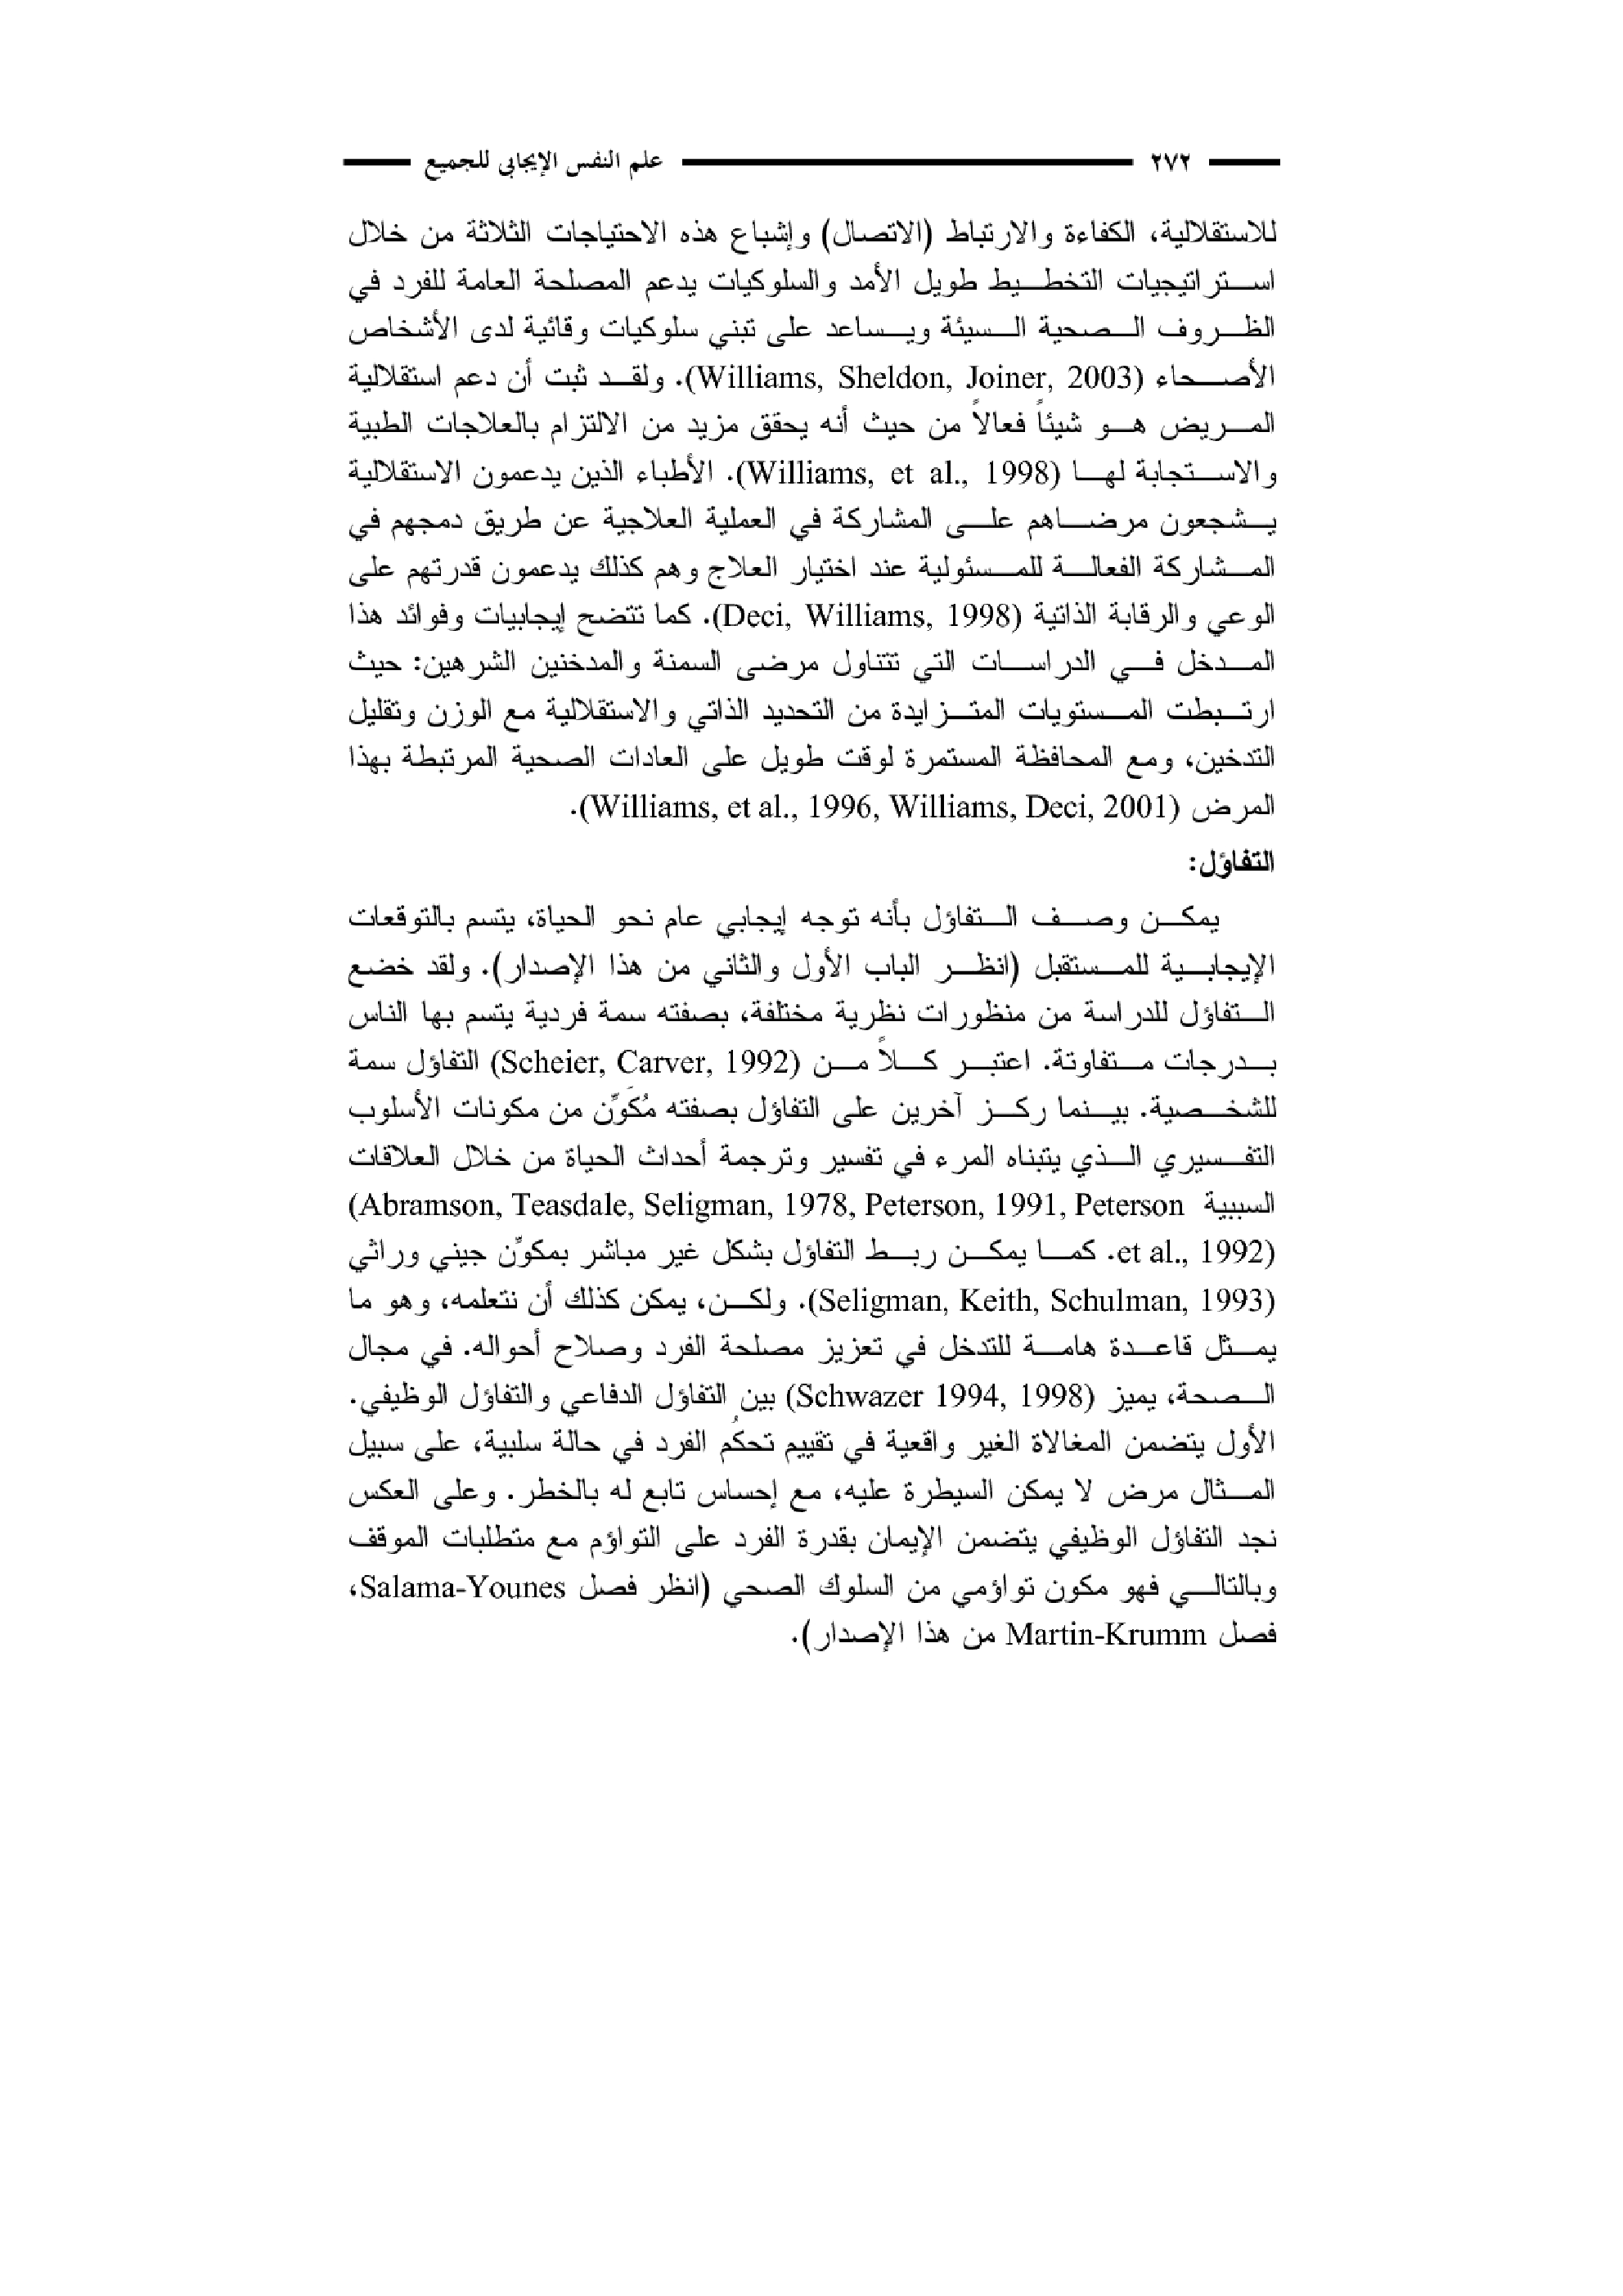 ٢٧٢ علم النفس الإيجابي للجميع
للاستقلالية، الكفاءة والارتباط (الاتصال) وإشباع هذه الاحتياجات الثلاثة من خلال
استراتيجيات التخطيط طويل الأمد والسلوكيات يدعم المصلحة العامة للفرد في
الظروف الصحية السيئة ويساعد على تبني سلوكيات وقائية لدى الأشخاص
الأصحاء (Williams, Sheldon, Joiner, 2003). ولقد ثبت أن دعم استقلالية
المريض هو شيئاً فعالاً من حيث أنه يحقق مزيد من الالتزام بالعلاجات الطبية
والاستجابة لها (Williams, et al., 1998). الأطباء الذين يدعمون الاستقلالية
يشجعون مرضاهم على المشاركة في العملية العلاجية عن طريق دمجهم في
المشاركة الفعالة للمسئولية عند اختيار العلاج وهم كذلك يدعمون قدرتهم على
الوعي والرقابة الذاتية (Deci, Williams, 1998). كما تتضح إيجابيات وفوائد هذا
المدخل في الدراسات التي تتناول مرضى السمنة والمدخنين الشرهين: حيث
ارتبطت المستويات المتزايدة من التحديد الذاتي والاستقلالية مع الوزن وتقليل
التدخين، ومع المحافظة المستمرة لوقت طويل على العادات الصحية المرتبطة بهذا
المرض (Williams, et al., 1996, Williams, Deci, 2001).
التفاؤل:
يمكن وصف التفاؤل بأنه توجه إيجابي عام نحو الحياة، يتسم بالتوقعات
الإيجابية للمستقبل (انظر الباب الأول والثاني من هذا الإصدار). ولقد خضع
التفاؤل للدراسة من منظورات نظرية مختلفة، بصفته سمة فردية يتسم بها الناس
بدرجات متفاوتة. اعتبر كلاً من (Scheier, Carver, 1992) التفاؤل سمة
للشخصية. بينما ركز آخرين على التفاؤل بصفته مُكَوِّن من مكونات الأسلوب
التفسيري الذي يتبناه المرء في تفسير وترجمة أحداث الحياة من خلال العلاقات
السببية (Abramson, Teasdale, Seligman, 1978, Peterson, 1991, Peterson
et al., 1992). كما يمكن ربط التفاؤل بشكل غير مباشر بمكوِّن جيني وراثي
(Seligman, Keith, Schulman, 1993). ولكن، يمكن كذلك أن نتعلمه، وهو ما
يمثل قاعدة هامة للتدخل في تعزيز مصلحة الفرد وصلاح أحواله. في مجال
الصحة، يميز (Schwazer 1994, 1998) بين التفاؤل الدفاعي والتفاؤل الوظيفي.
الأول يتضمن المغالاة الغير واقعية في تقييم تحكُم الفرد في حالة سلبية، على سبيل
المثال مرض لا يمكن السيطرة عليه، مع إحساس تابع له بالخطر. وعلى العكس
نجد التفاؤل الوظيفي يتضمن الإيمان بقدرة الفرد على التواؤم مع متطلبات الموقف
وبالتالي فهو مكون تواؤمي من السلوك الصحي (انظر فصل Salama-Younes،
فصل Martin-Krumm من هذا الإصدار).